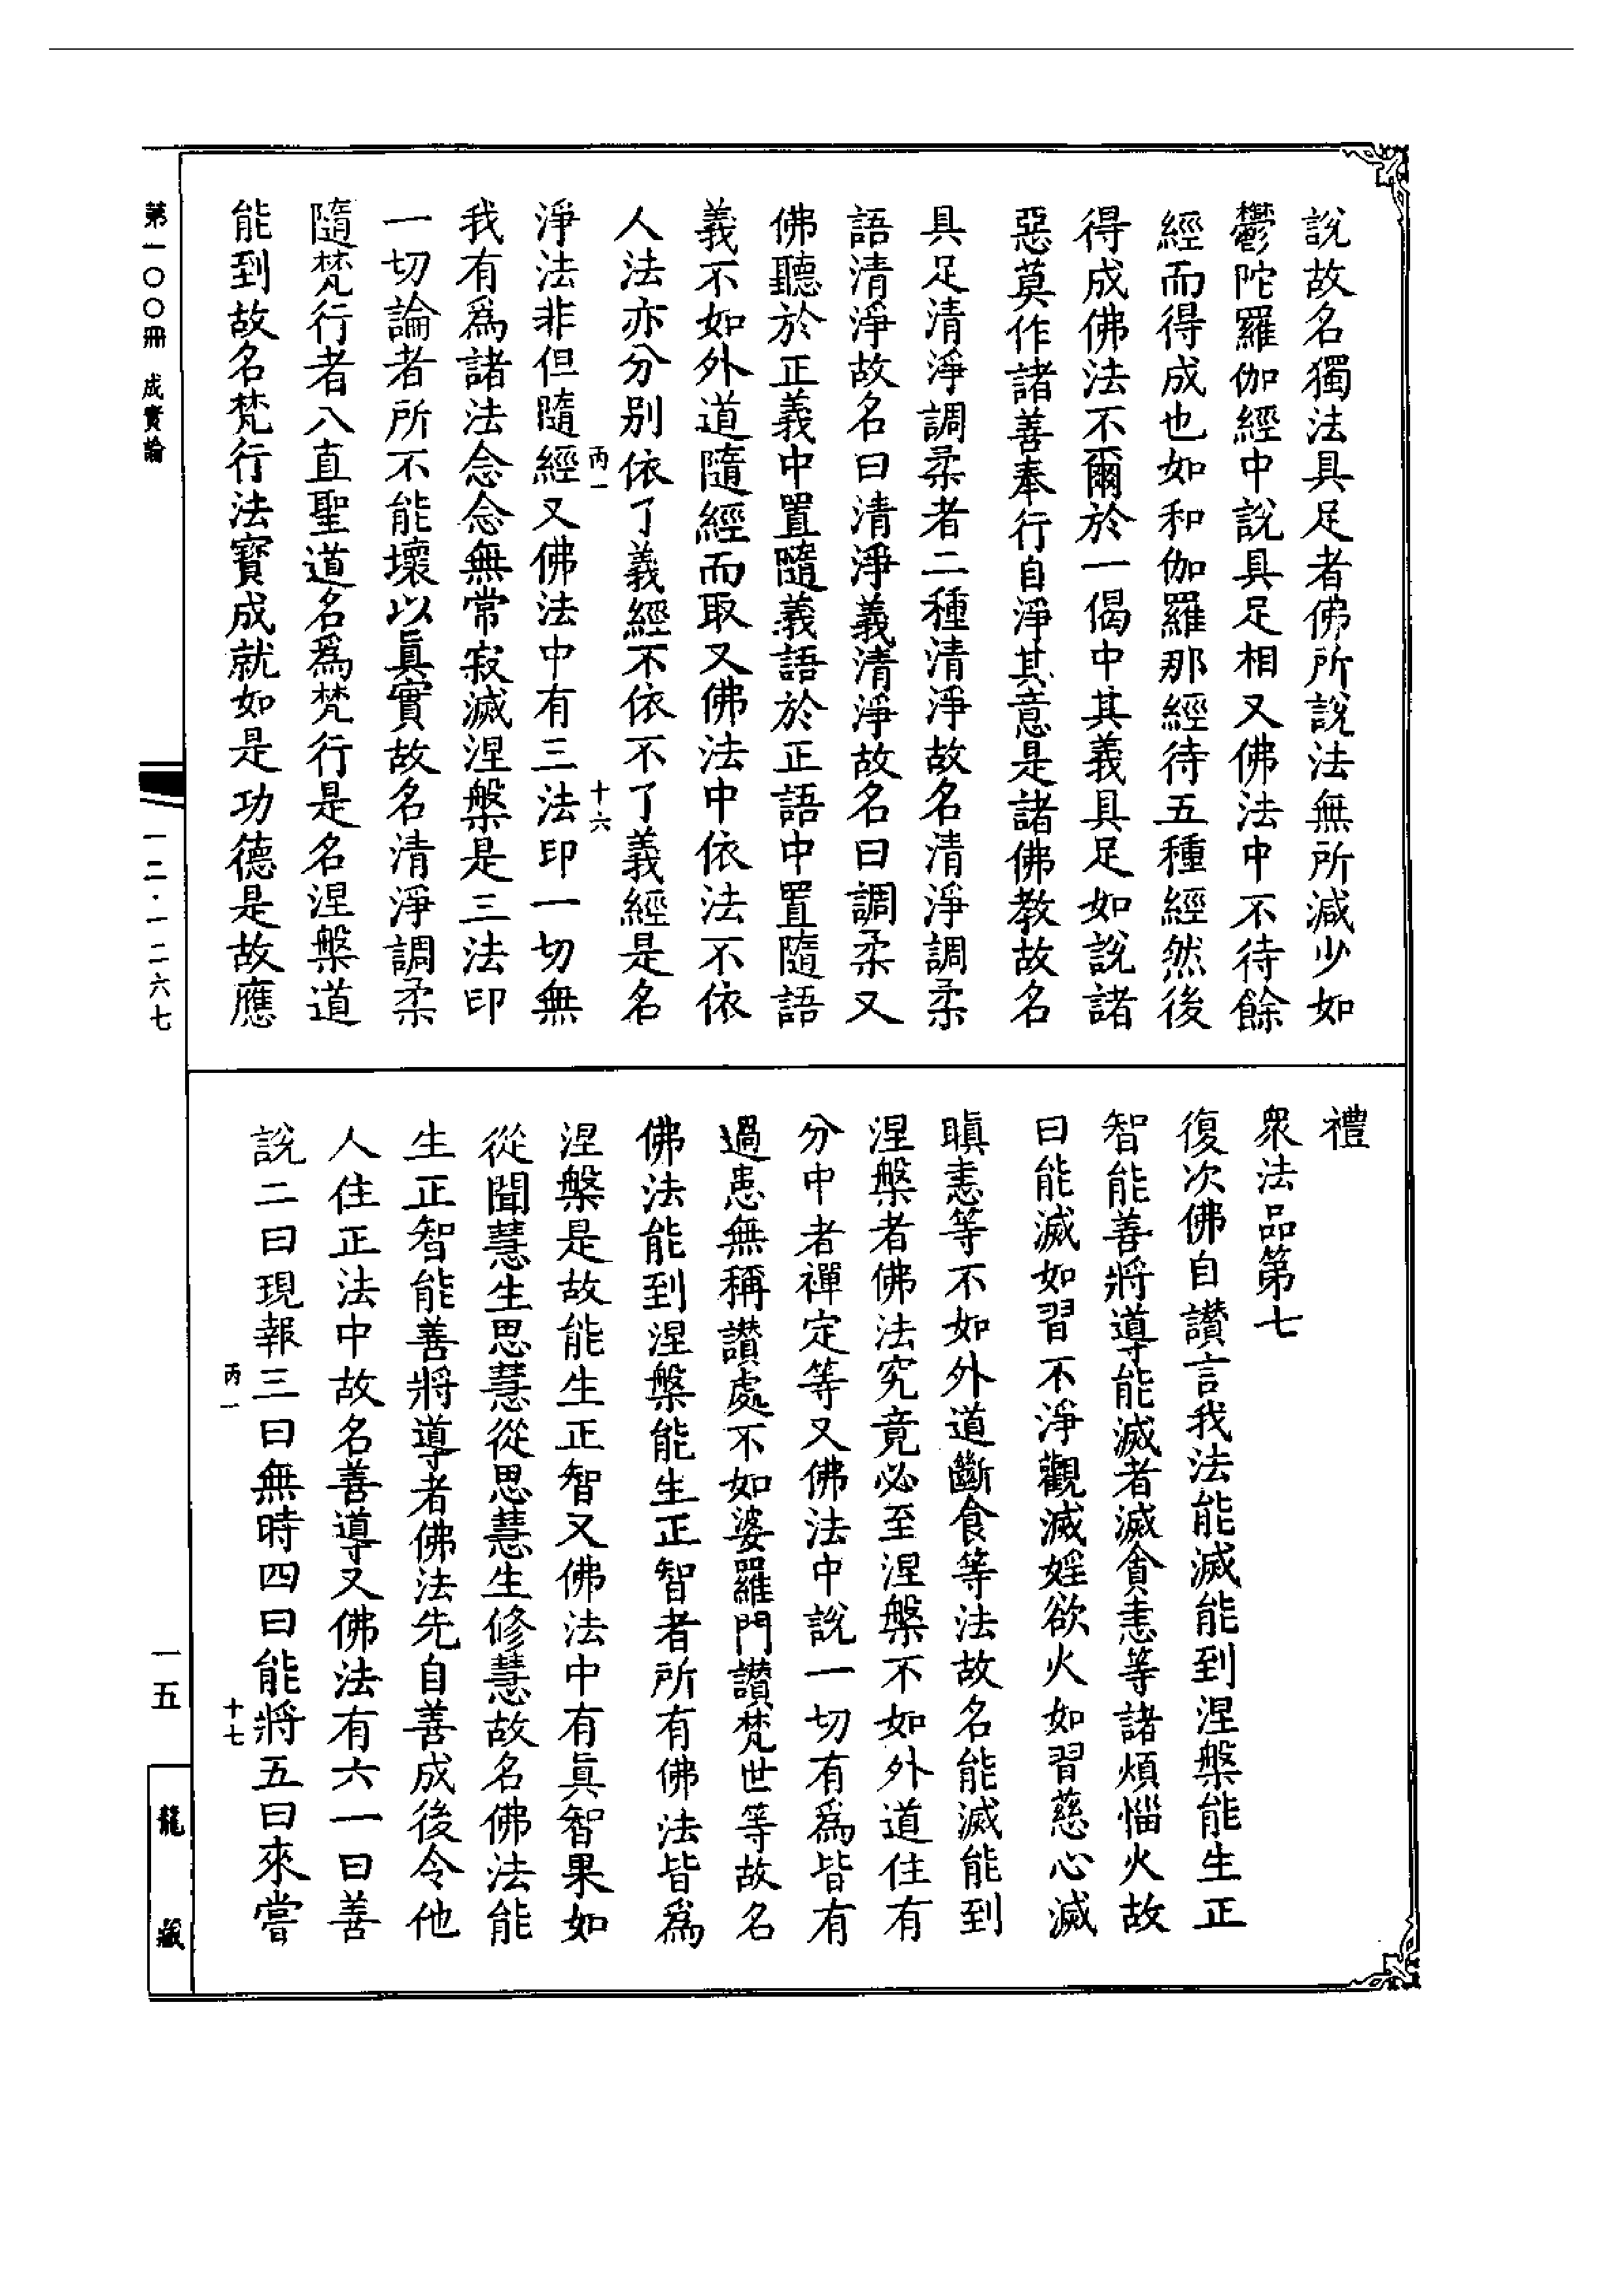 說故名獨法具足者佛所說法無所減少如
鬱陀羅伽經中說具足相又佛法中不待餘
經而得成也如和伽羅那經待五種經然後
得成佛法不爾於一偈中其義具足如說諸
惡莫作諸善奉行自淨其意是諸佛教故名
具足清淨調柔者二種清淨故名清淨調柔
語清淨故名曰清淨義清淨故名曰調柔又
佛聽於正義中置隨義語於正語中置隨語
義不如外道隨經而取又佛法中依法不依
人法亦分別依了義經不依不了義經是名
丙一
十六
淨法非但隨經又佛法中有三法印一切無
我有為諸法念念無常寂滅涅槃是三法印
一切論者所不能壞以真實故名清淨調柔
隨梵行者八直聖道名為梵行是名涅槃道
能到故名梵行法寶成就如是功德是故應
禮
眾法品第七
復次佛自讚言我法能滅能到涅槃能生正
智能善將導能滅者滅貪恚等諸煩惱火故
曰能滅如習不淨觀滅婬欲火如習慈心滅
瞋恚等不如外道斷食等法故名能滅能到
涅槃者佛法究竟必至涅槃不如外道住有
分中者禪定等又佛法中說一切有為皆有
過患無稱讚處不如婆羅門讚梵世等故名
佛法能到涅槃能生正智者所有佛法皆為
涅槃是故能生正智又佛法中有真智果如
從聞慧生思慧從思慧生修慧故名佛法能
生正智能善將導者佛法先自善成後令他
人住正法中故名善導又佛法有六一曰善
說二曰現報三曰無時四曰能將五曰來嘗
丙一
十七
第一〇〇冊 成實論
一二·一二六七
一五
龍藏